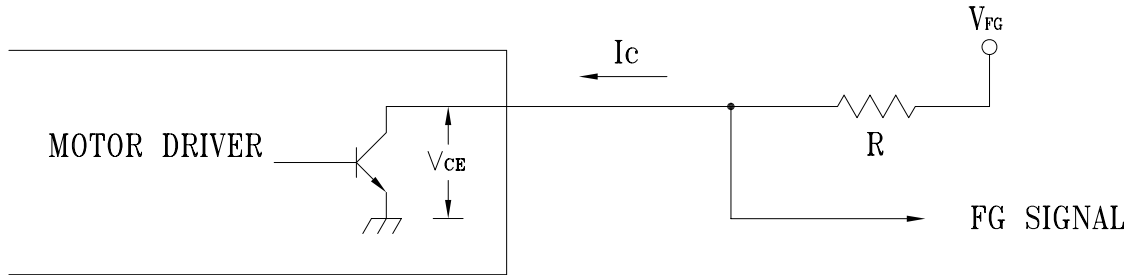 VFG
Ic
MOTOR DRIVER
VCE
R
FG SIGNAL